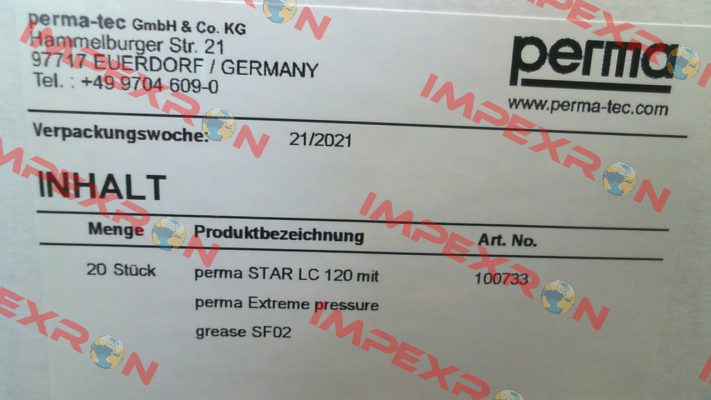 perma-tec GmbH & Co. KG
Hammelburger Str. 21
97717 EUERDORF / GERMANY
Tel. : +49 9704 609-0
perma
www.perma-tec.com
Verpackungswoche: 21/2021
INHALT
Menge Produktbezeichnung Art. No.
20 Stück perma STAR LC 120 mit 100733
perma Extreme pressure
grease SF02
IMPEXRON
IMPEXRON
IMPEXRON
IMPEXRON
IMPEXRON
IMPEXRON